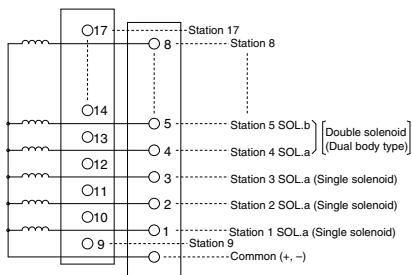 17 Station 17
8 Station 8
14
5 Station 5 SOL.b
13
Double solenoid
(Dual body type)
4 Station 4 SOL.a
12
3 Station 3 SOL.a (Single solenoid)
11
2 Station 2 SOL.a (Single solenoid)
10
1 Station 1 SOL.a (Single solenoid)
9 Station 9
Common (+, –)